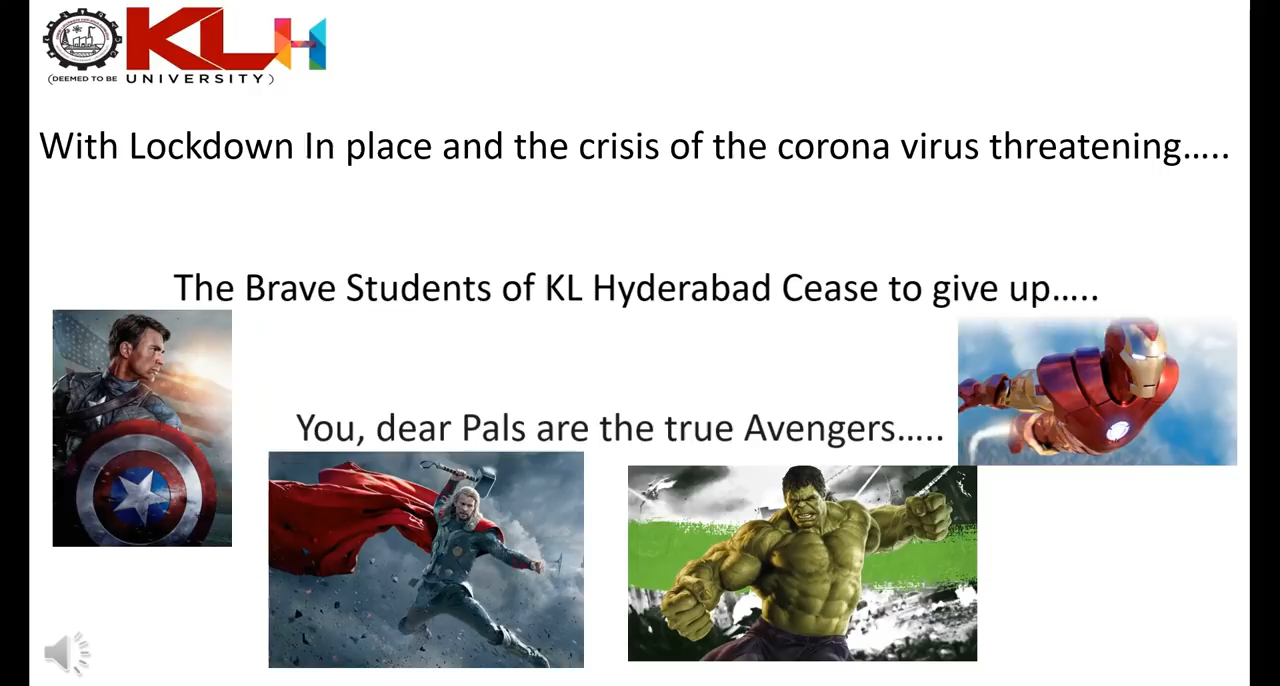 KLH
(DEEMED TO BE UNIVERSITY)
With Lockdown In place and the crisis of the corona virus threatening.....
The Brave Students of KL Hyderabad Cease to give up.....
You, dear Pals are the true Avengers.....